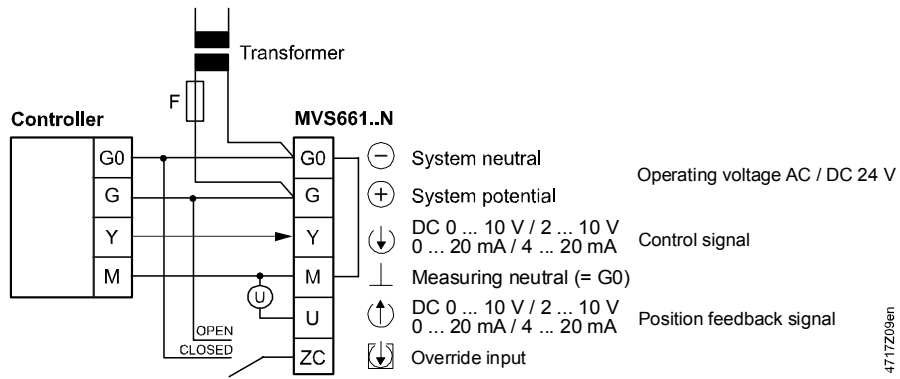 Transformer
F
Controller
MVS661..N
G0
G0
System neutral
Operating voltage AC / DC 24 V
G
G
System potential
Y
Y
DC 0 ... 10 V / 2 ... 10 V
0 ... 20 mA / 4 ... 20 mA
Control signal
M
M
Measuring neutral (= G0)
U
U
DC 0 ... 10 V / 2 ... 10 V
0 ... 20 mA / 4 ... 20 mA
Position feedback signal
OPEN
CLOSED
ZC
Override input
4717Z09en